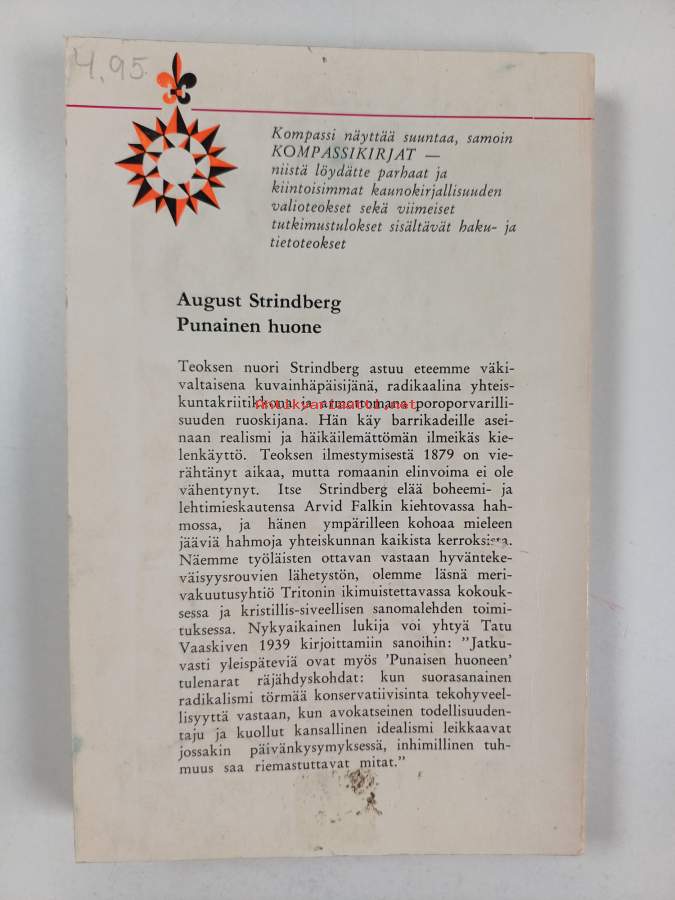 4.95
Kompassi näyttää suuntaa, samoin
KOMPASSIKIRJAT —
niistä löydätte parhaat ja
kiintoisimmat kaunokirjallisuuden
valioteokset sekä viimeiset
tutkimustulokset sisältävät haku- ja
tietoteokset
August Strindberg
Punainen huone
Teoksen nuori Strindberg astuu eteemme väki-
valtaisena kuvainhäpäisijänä, radikaalina yhteis-
kuntakriitikkona ja armottomana poroporvarilli-
Antikvariaatti.net
suuden ruoskijana. Hän käy barrikadeille asei-
naan realismi ja häikäilemättömän ilmeikäs kie-
lenkäyttö. Teoksen ilmestymisestä 1879 on vie-
rähtänyt aikaa, mutta romaanin elinvoima ei ole
vähentynyt. Itse Strindberg elää boheemi- ja
lehtimieskautensa Arvid Falkin kiehtovassa hah-
mossa, ja hänen ympärilleen kohoaa mieleen
jääviä hahmoja yhteiskunnan kaikista kerroksista.
Näemme työläisten ottavan vastaan hyvänteke-
väisyysrouvien lähetystön, olemme läsnä meri-
vakuutusyhtiö Tritonin ikimuistettavassa kokouk-
sessa ja kristillis-siveellisen sanomalehden toimi-
tuksessa. Nykyaikainen lukija voi yhtyä Tatu
Vaaskiven 1939 kirjoittamiin sanoihin: ”Jatku-
vasti yleispäteviä ovat myös ’Punaisen huoneen’
tulenarat räjähdyskohdat: kun suorasanainen
radikalismi törmää konservatiivisinta tekohyveel-
lisyyttä vastaan, kun avokatseinen todellisuuden-
taju ja kuollut kansallinen idealismi leikkaavat
jossakin päivänkysymyksessä, inhimillinen tuh-
muus saa riemastuttavat mitat.”